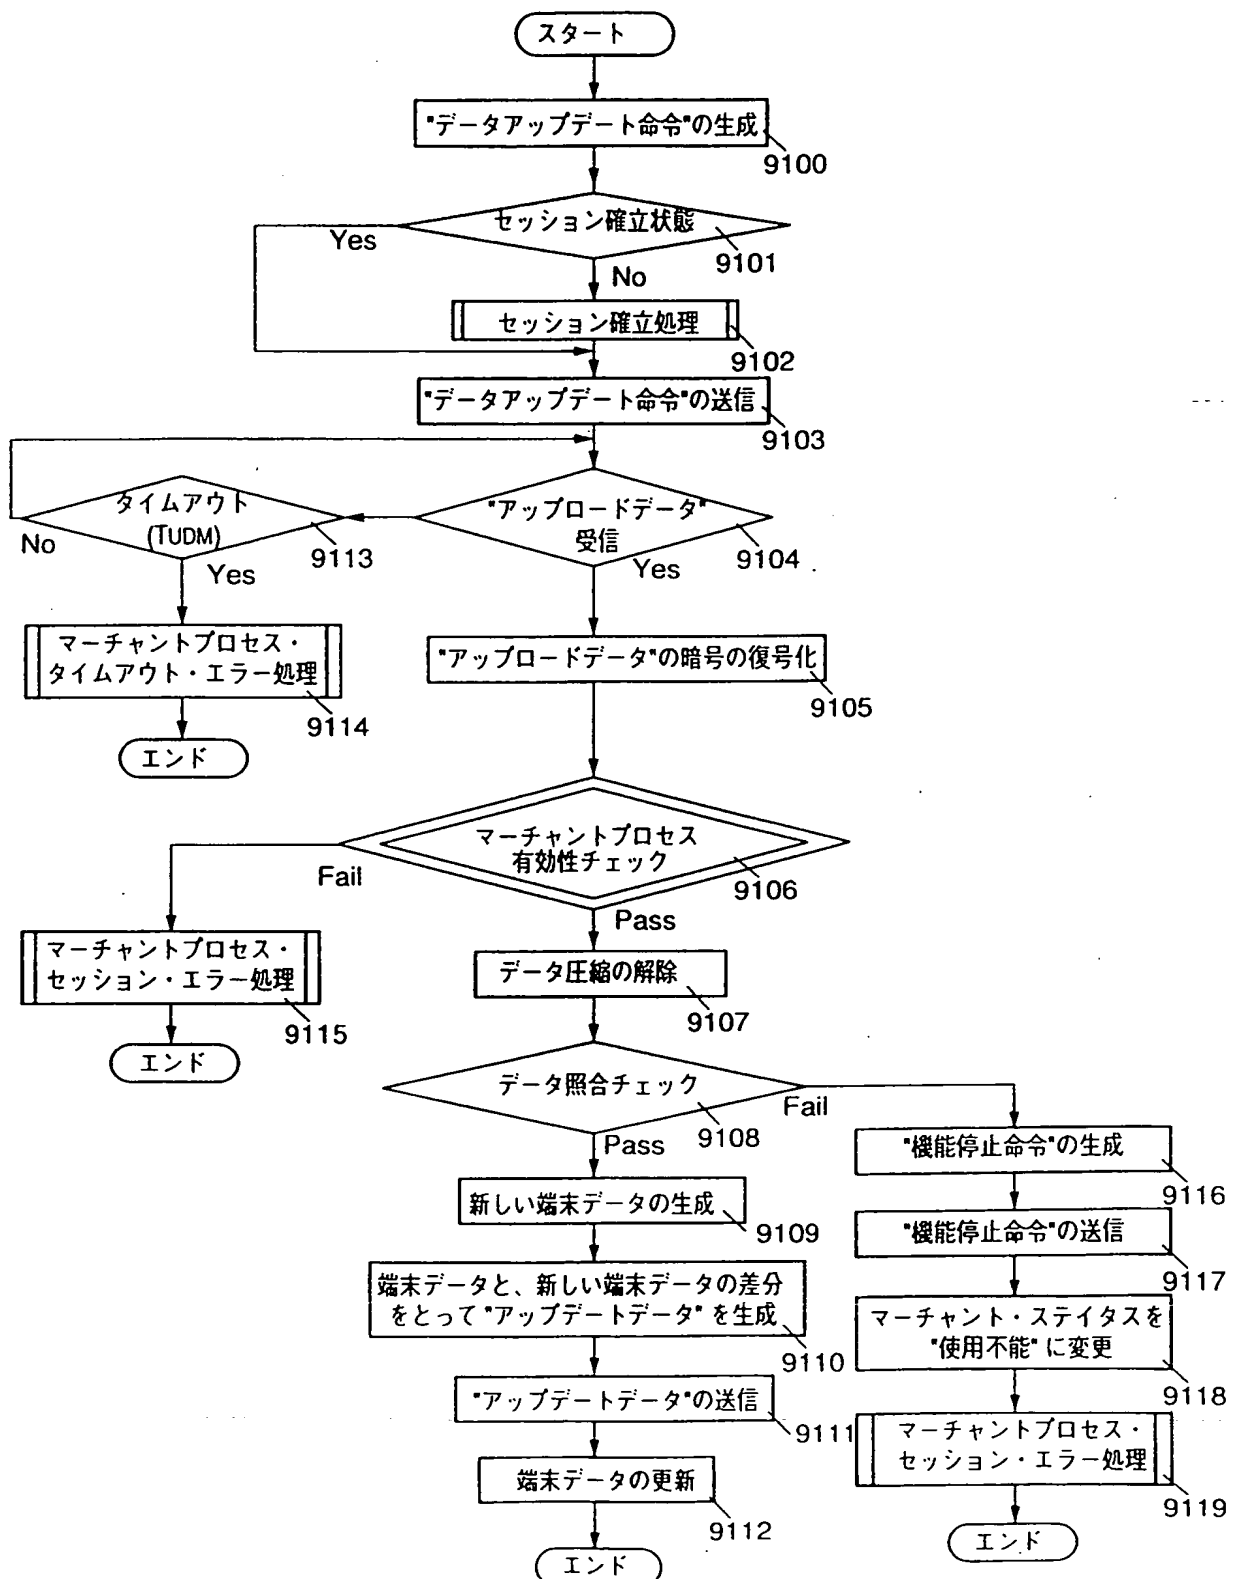 スタート
"データアップデート命令"の生成
9100
セッション確立状態
9101
Yes
No
セッション確立処理
9102
"データアップデート命令"の送信
9103
"アップロードデータ"
受信
9104
Yes
タイムアウト
(TUDM)
9113
No
Yes
マーチャントプロセス・
タイムアウト・エラー処理
9114
エンド
"アップロードデータ"の暗号の復号化
9105
マーチャントプロセス
有効性チェック
9106
Fail
Pass
マーチャントプロセス・
セッション・エラー処理
9115
エンド
データ圧縮の解除
9107
データ照合チェック
9108
Fail
Pass
新しい端末データの生成
9109
端末データと、新しい端末データの差分
をとって"アップデートデータ"を生成
9110
"アップデートデータ"の送信
9111
端末データの更新
9112
エンド
"機能停止命令"の生成
9116
"機能停止命令"の送信
9117
マーチャント・ステイタスを
"使用不能"に変更
9118
マーチャントプロセス・
セッション・エラー処理
9119
エンド